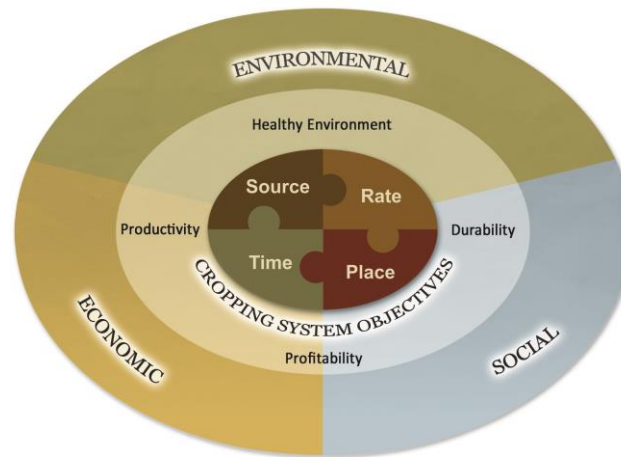 ENVIRONMENTAL
Healthy Environment
Source
Rate
Productivity
Durability
Time
Place
CROPPING SYSTEM OBJECTIVES
Profitability
ECONOMIC
SOCIAL